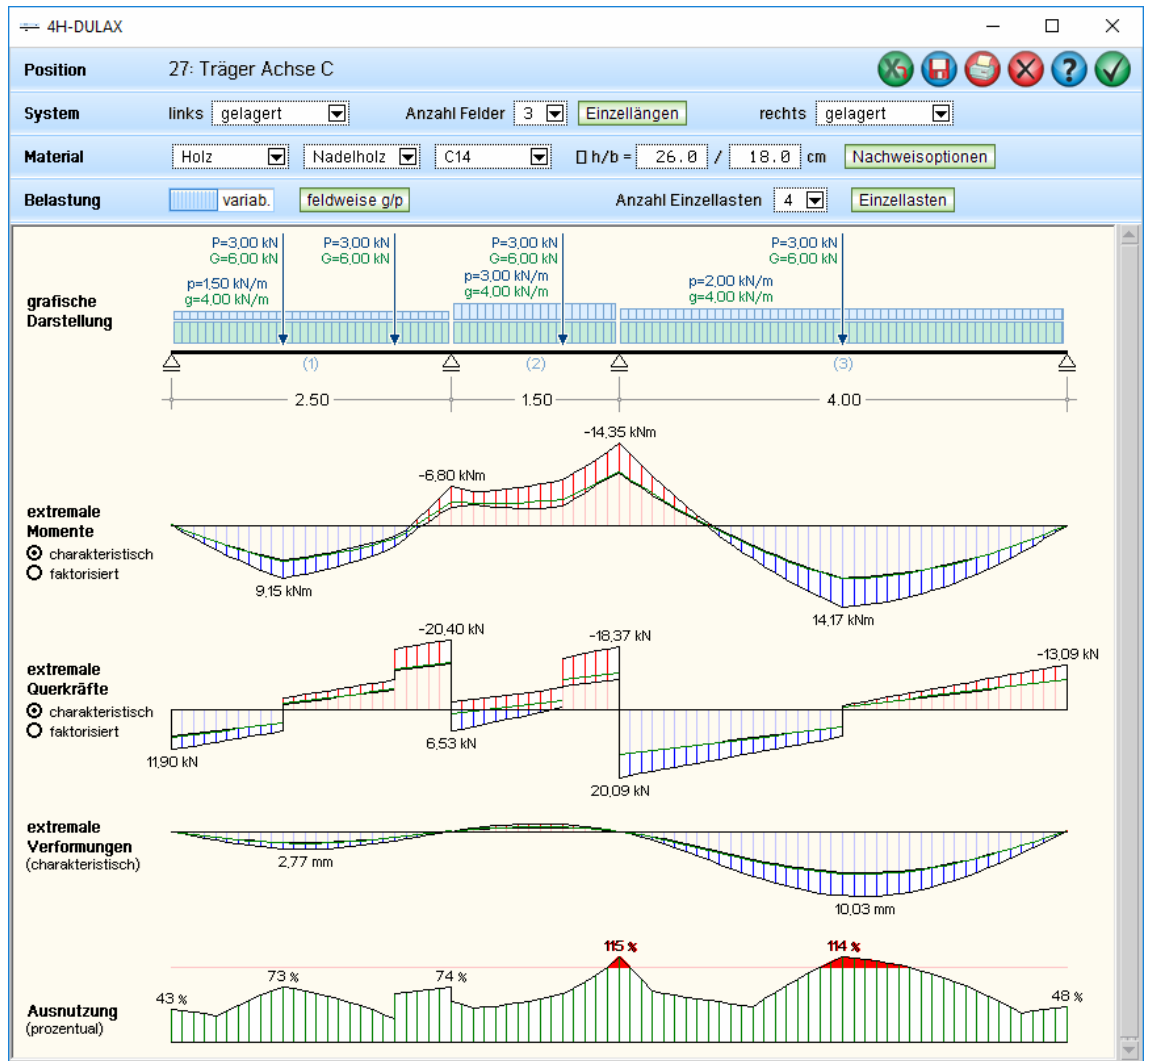 4H-DULAX
Position 27: Träger Achse C
System links gelagert Anzahl Felder 3 Einzellängen rechts gelagert
Material Holz Nadelholz C14 h/b = 26.0 / 18.0 cm Nachweisoptionen
Belastung variab. feldweise g/p Anzahl Einzellasten 4 Einzellasten
P=3,00 kN P=3,00 kN P=3,00 kN P=3,00 kN
G=6,00 kN G=6,00 kN G=6,00 kN G=6,00 kN
p=1,50 kN/m p=3,00 kN/m p=2,00 kN/m
g=4,00 kN/m g=4,00 kN/m g=4,00 kN/m
grafische
Darstellung
(1) (2) (3)
2.50 1.50 4.00
-14,35 kNm
-6,80 kNm
extremale
Momente
charakteristisch
faktorisiert
9,15 kNm
14,17 kNm
-20,40 kN
-18,37 kN
-13,09 kN
extremale
Querkräfte
charakteristisch
faktorisiert
6,53 kN
11,90 kN
20,09 kN
extremale
Verformungen
(charakteristisch)
2,77 mm
10,03 mm
115 % 114 %
73 % 74 %
43 % 48 %
Ausnutzung
(prozentual)